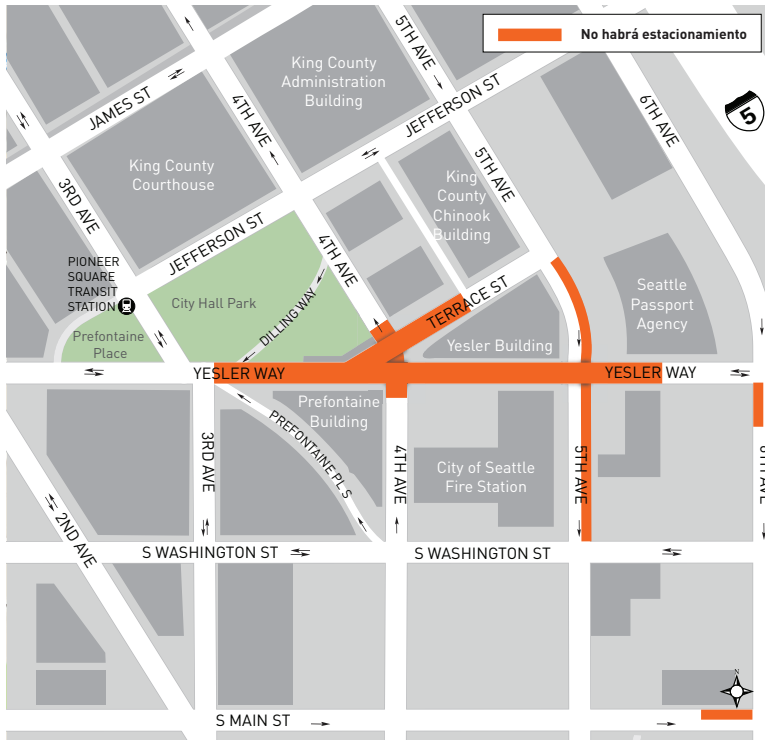 No habrá estacionamiento
5TH AVE
King County
Administration
Building
JAMES ST
4TH AVE
JEFFERSON ST
6TH AVE
5
King County
Courthouse
3RD AVE
5TH AVE
King
County
Chinook
Building
JEFFERSON ST
4TH AVE
PIONEER
SQUARE
TRANSIT
STATION
City Hall Park
DILLING WAY
TERRACE ST
Seattle
Passport
Agency
Prefontaine
Place
Yesler Building
YESLER WAY
YESLER WAY
Prefontaine
Building
PREFONTAINE PL S
3RD AVE
4TH AVE
City of Seattle
Fire Station
5TH AVE
6TH AVE
2ND AVE
S WASHINGTON ST
S WASHINGTON ST
N
S MAIN ST